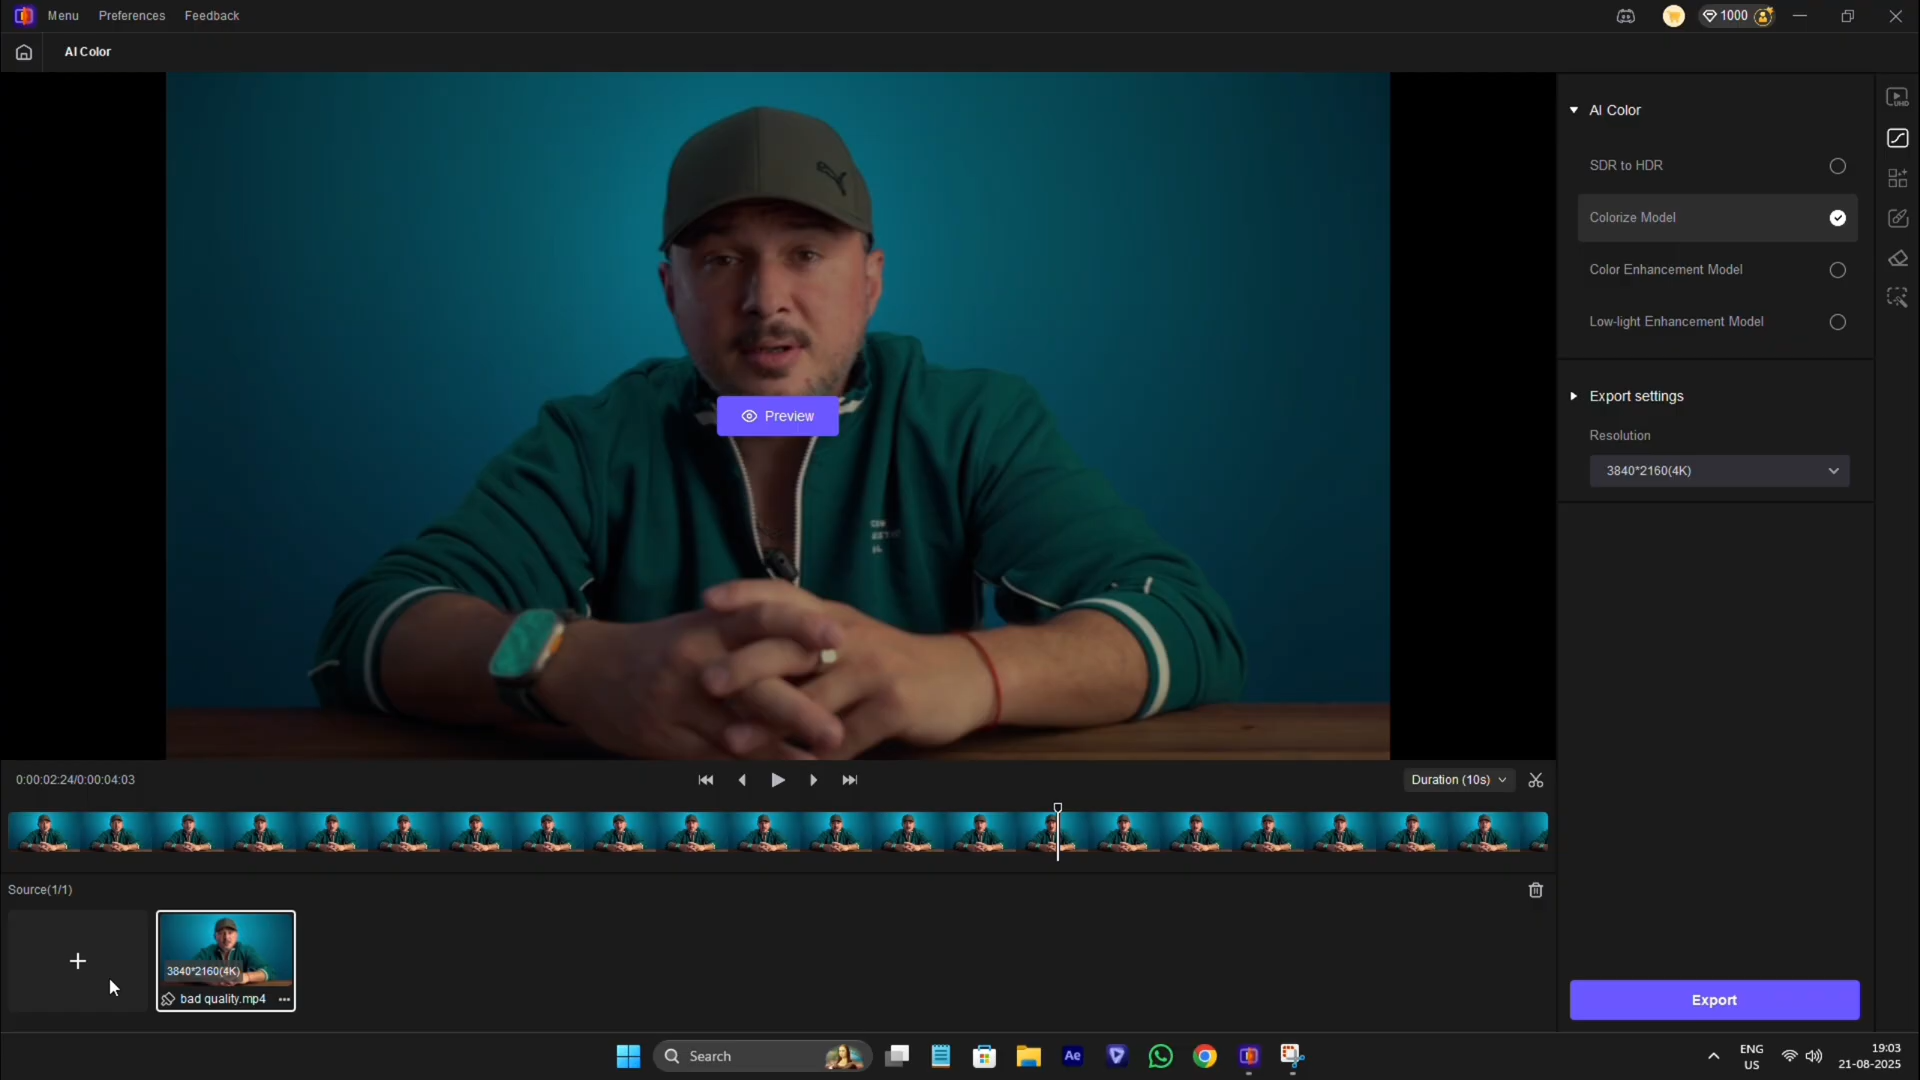 Menu Preferences Feedback
1000
AI Color
AI Color
SDR to HDR
Colorize Model
Color Enhancement Model
Low-light Enhancement Model
Export settings
Resolution
3840*2160(4K)
Preview
0:00:02:24/0:00:04:03
Duration (10s)
Source(1/1)
3840*2160(4K)
bad quality.mp4
Export
Search
Ae
ENG
US
19:03
21-08-2025